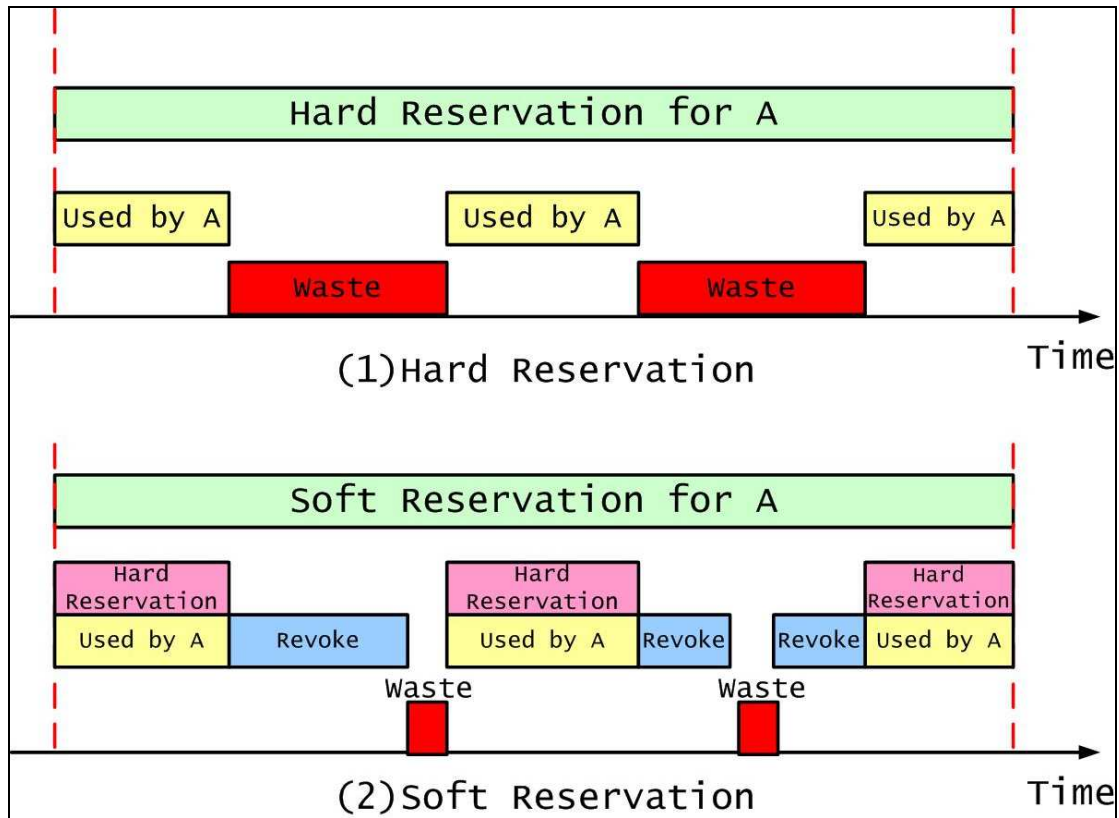 Hard Reservation for A
Used by A
Used by A
Used by A
Waste
Waste
Time
(1)Hard Reservation
Soft Reservation for A
Hard
Reservation
Hard
Reservation
Hard
Reservation
Used by A
Revoke
Used by A
Revoke
Revoke
Used by A
Waste
Waste
Time
(2)Soft Reservation